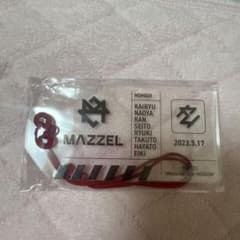 MEMBER
KAIRYU
NAOYA
RAN
SEITO
RYUKI
TAKUTO
HAYATO
EIKI
2023.5.17
MAZZEL